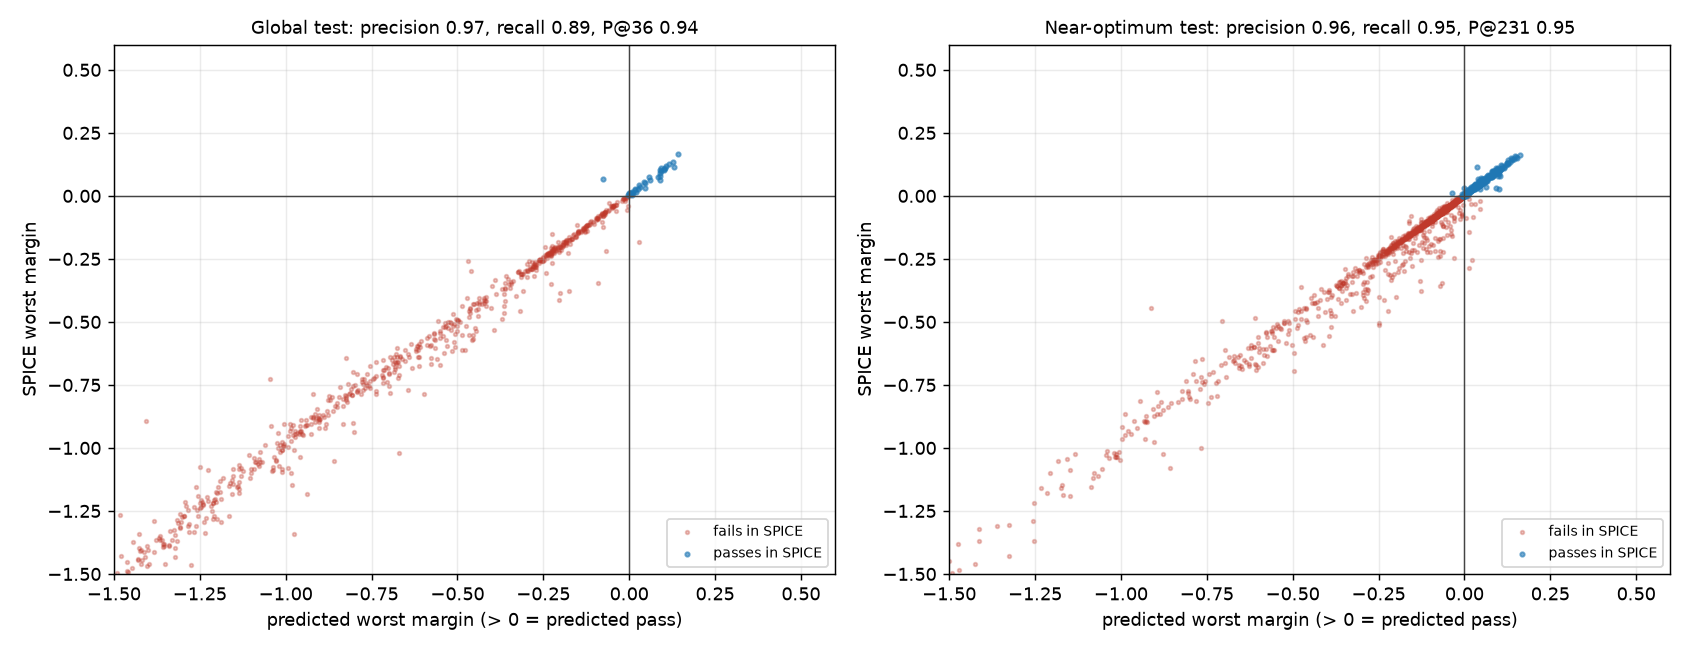 Global test: precision 0.97, recall 0.89, P@36 0.94
0.50
0.25
0.00
−0.25
−0.50
−0.75
−1.00
−1.25
−1.50
SPICE worst margin
fails in SPICE
passes in SPICE
−1.50 −1.25 −1.00 −0.75 −0.50 −0.25 0.00 0.25 0.50
predicted worst margin (> 0 = predicted pass)
Near-optimum test: precision 0.96, recall 0.95, P@231 0.95
0.50
0.25
0.00
−0.25
−0.50
−0.75
−1.00
−1.25
−1.50
SPICE worst margin
fails in SPICE
passes in SPICE
−1.50 −1.25 −1.00 −0.75 −0.50 −0.25 0.00 0.25 0.50
predicted worst margin (> 0 = predicted pass)